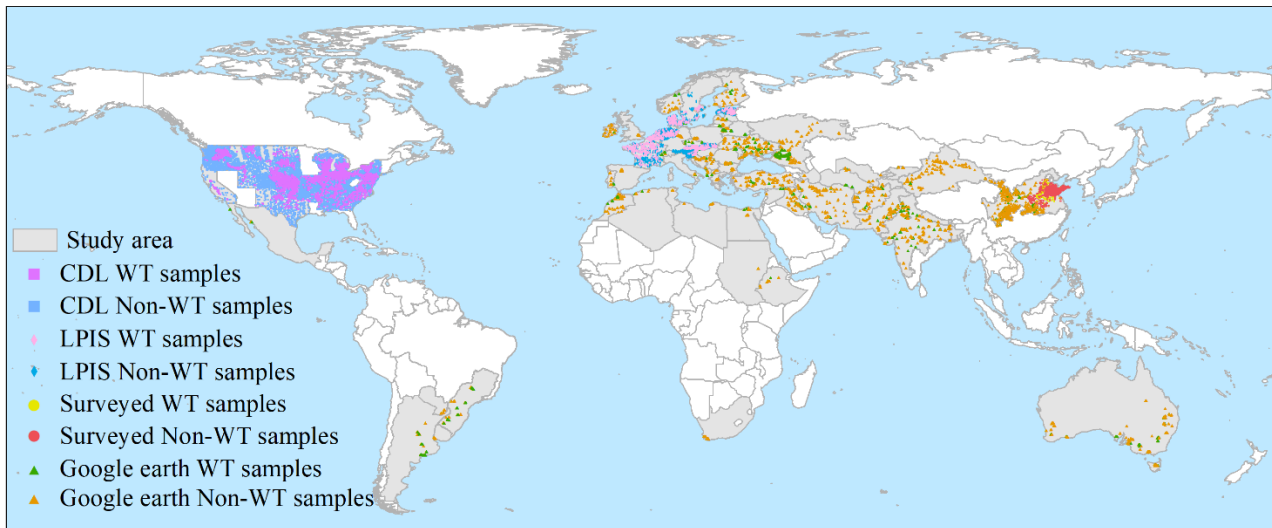 Study area
CDL WT samples
CDL Non-WT samples
LPIS WT samples
LPIS Non-WT samples
Surveyed WT samples
Surveyed Non-WT samples
Google earth WT samples
Google earth Non-WT samples